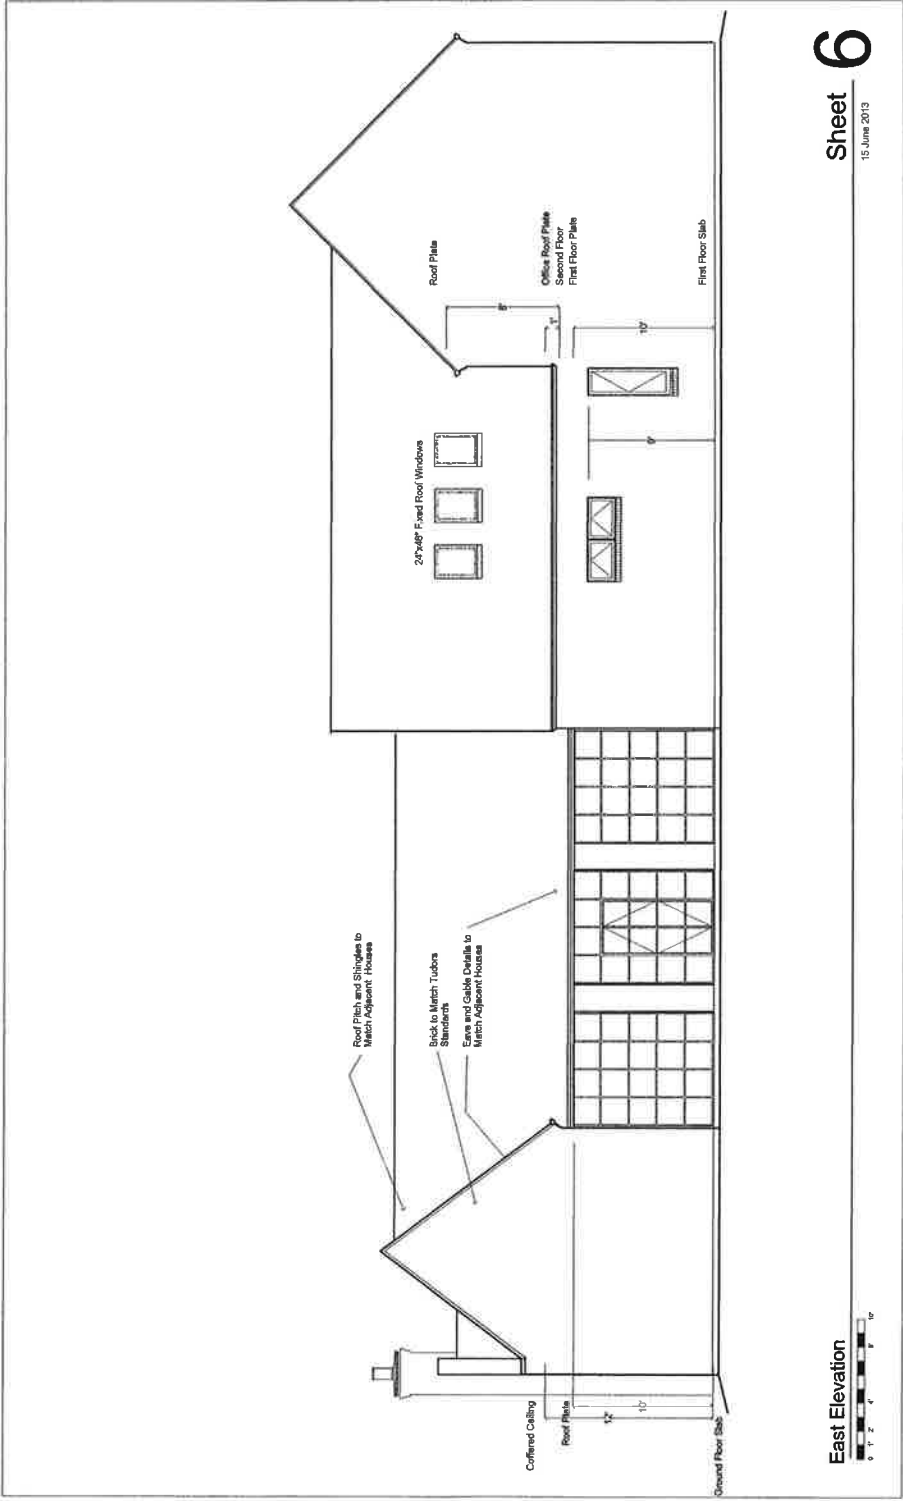 Roof Pitch and Shingles to
Match Adjacent Houses
Brick to Match Tudors
Standards
Eave and Gable Details to
Match Adjacent Houses
24"x46" Fixed Roof Windows
Roof Plate
Office Roof Plate
Second Floor
First Floor Plate
First Floor Slab
8'
1'
10'
9'
Coffered Ceiling
Roof Plate
Ground Floor Slab
12'
10'
East Elevation
0 1' 2' 4' 8' 10'
Sheet 6
15 June 2013